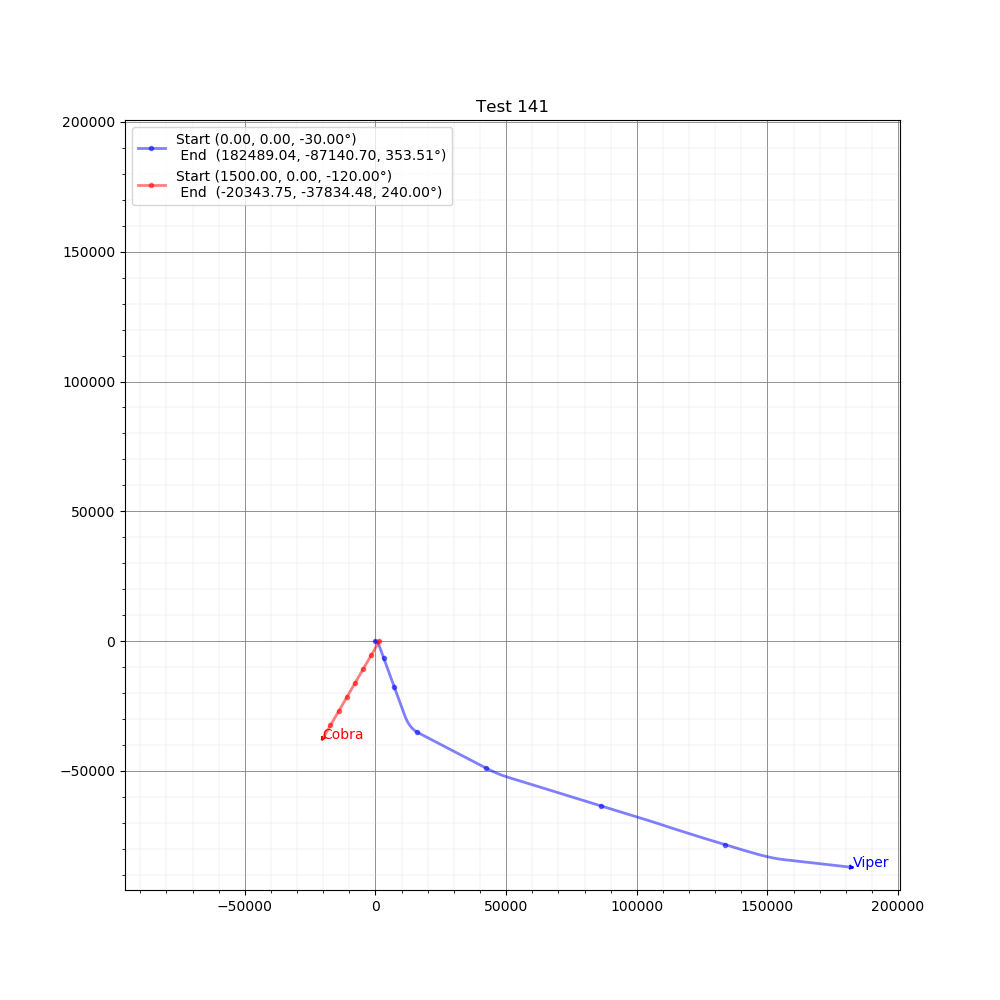 Test 141
Start (0.00, 0.00, -30.00°)
End (182489.04, -87140.70, 353.51°)
Start (1500.00, 0.00, -120.00°)
End (-20343.75, -37834.48, 240.00°)
200000
150000
100000
50000
0
−50000
Cobra
Viper
−50000
0
50000
100000
150000
200000